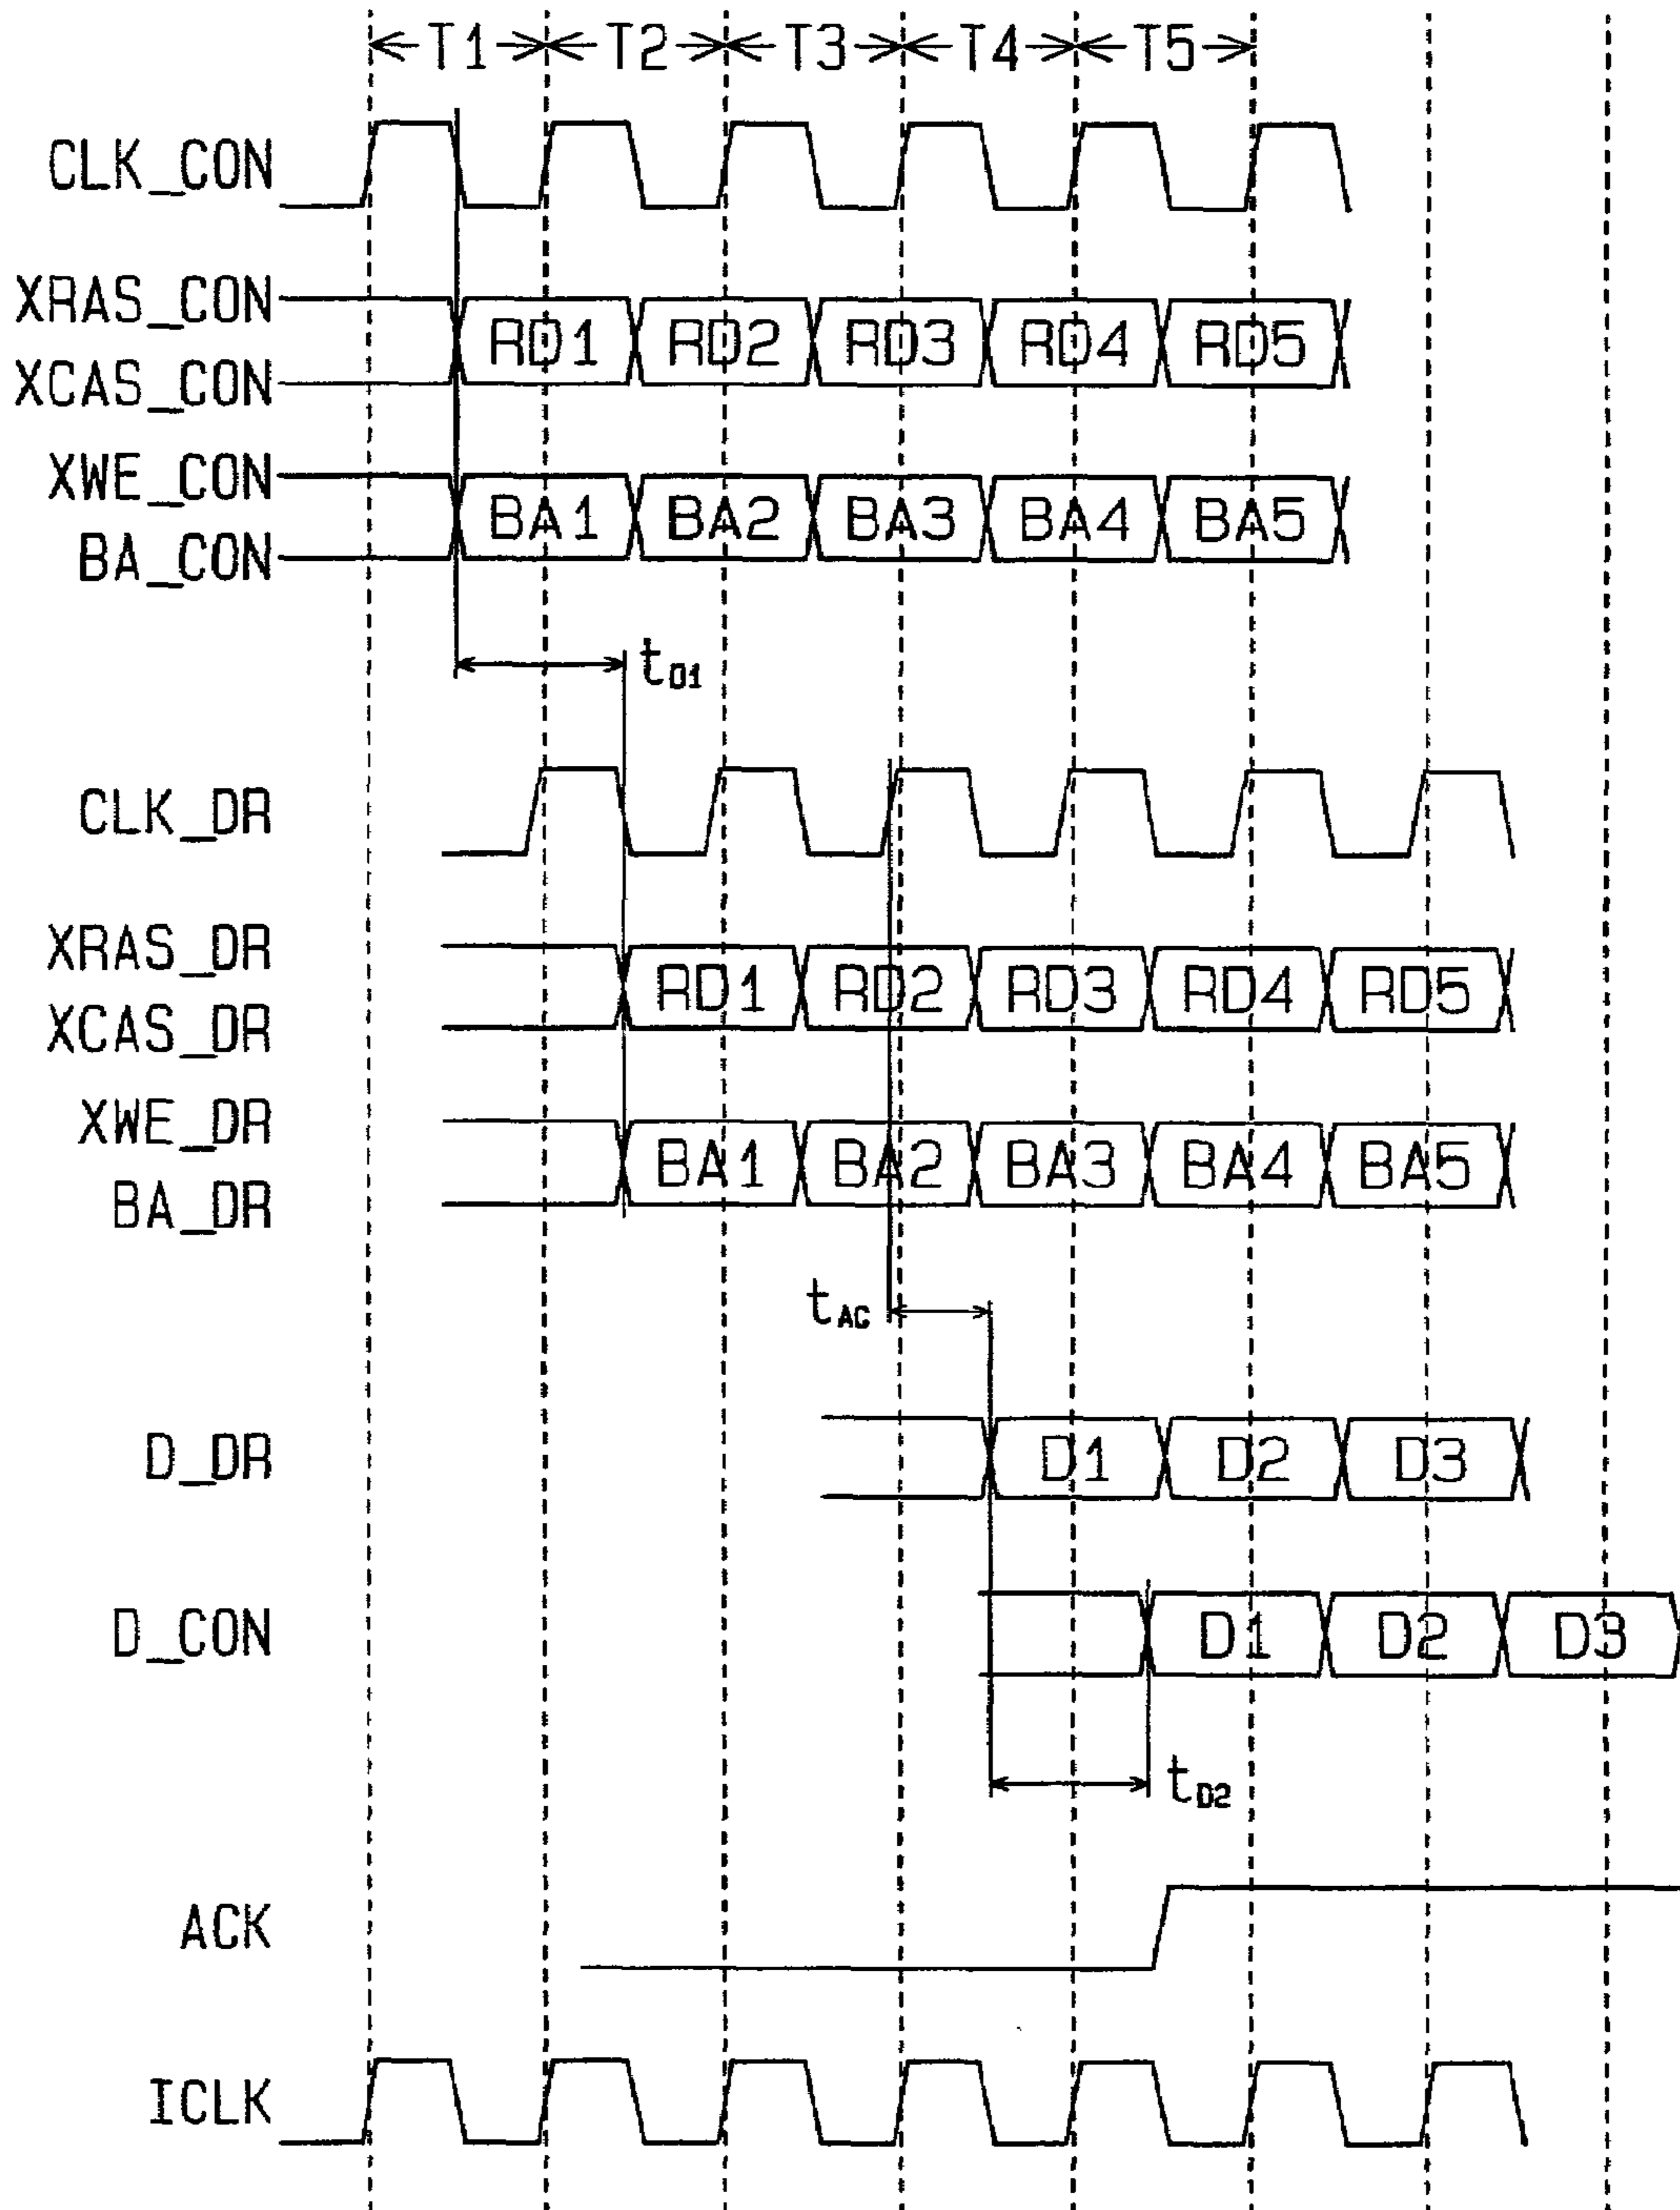 T1 T2 T3 T4 T5
CLK_CON
XRAS_CON
RD1 RD2 RD3 RD4 RD5
XCAS_CON
XWE_CON
BA1 BA2 BA3 BA4 BA5
BA_CON
tD1
CLK_DR
XRAS_DR
RD1 RD2 RD3 RD4 RD5
XCAS_DR
XWE_DR
BA1 BA2 BA3 BA4 BA5
BA_DR
tAC
D_DR D1 D2 D3
D_CON D1 D2 D3
tD2
ACK
ICLK